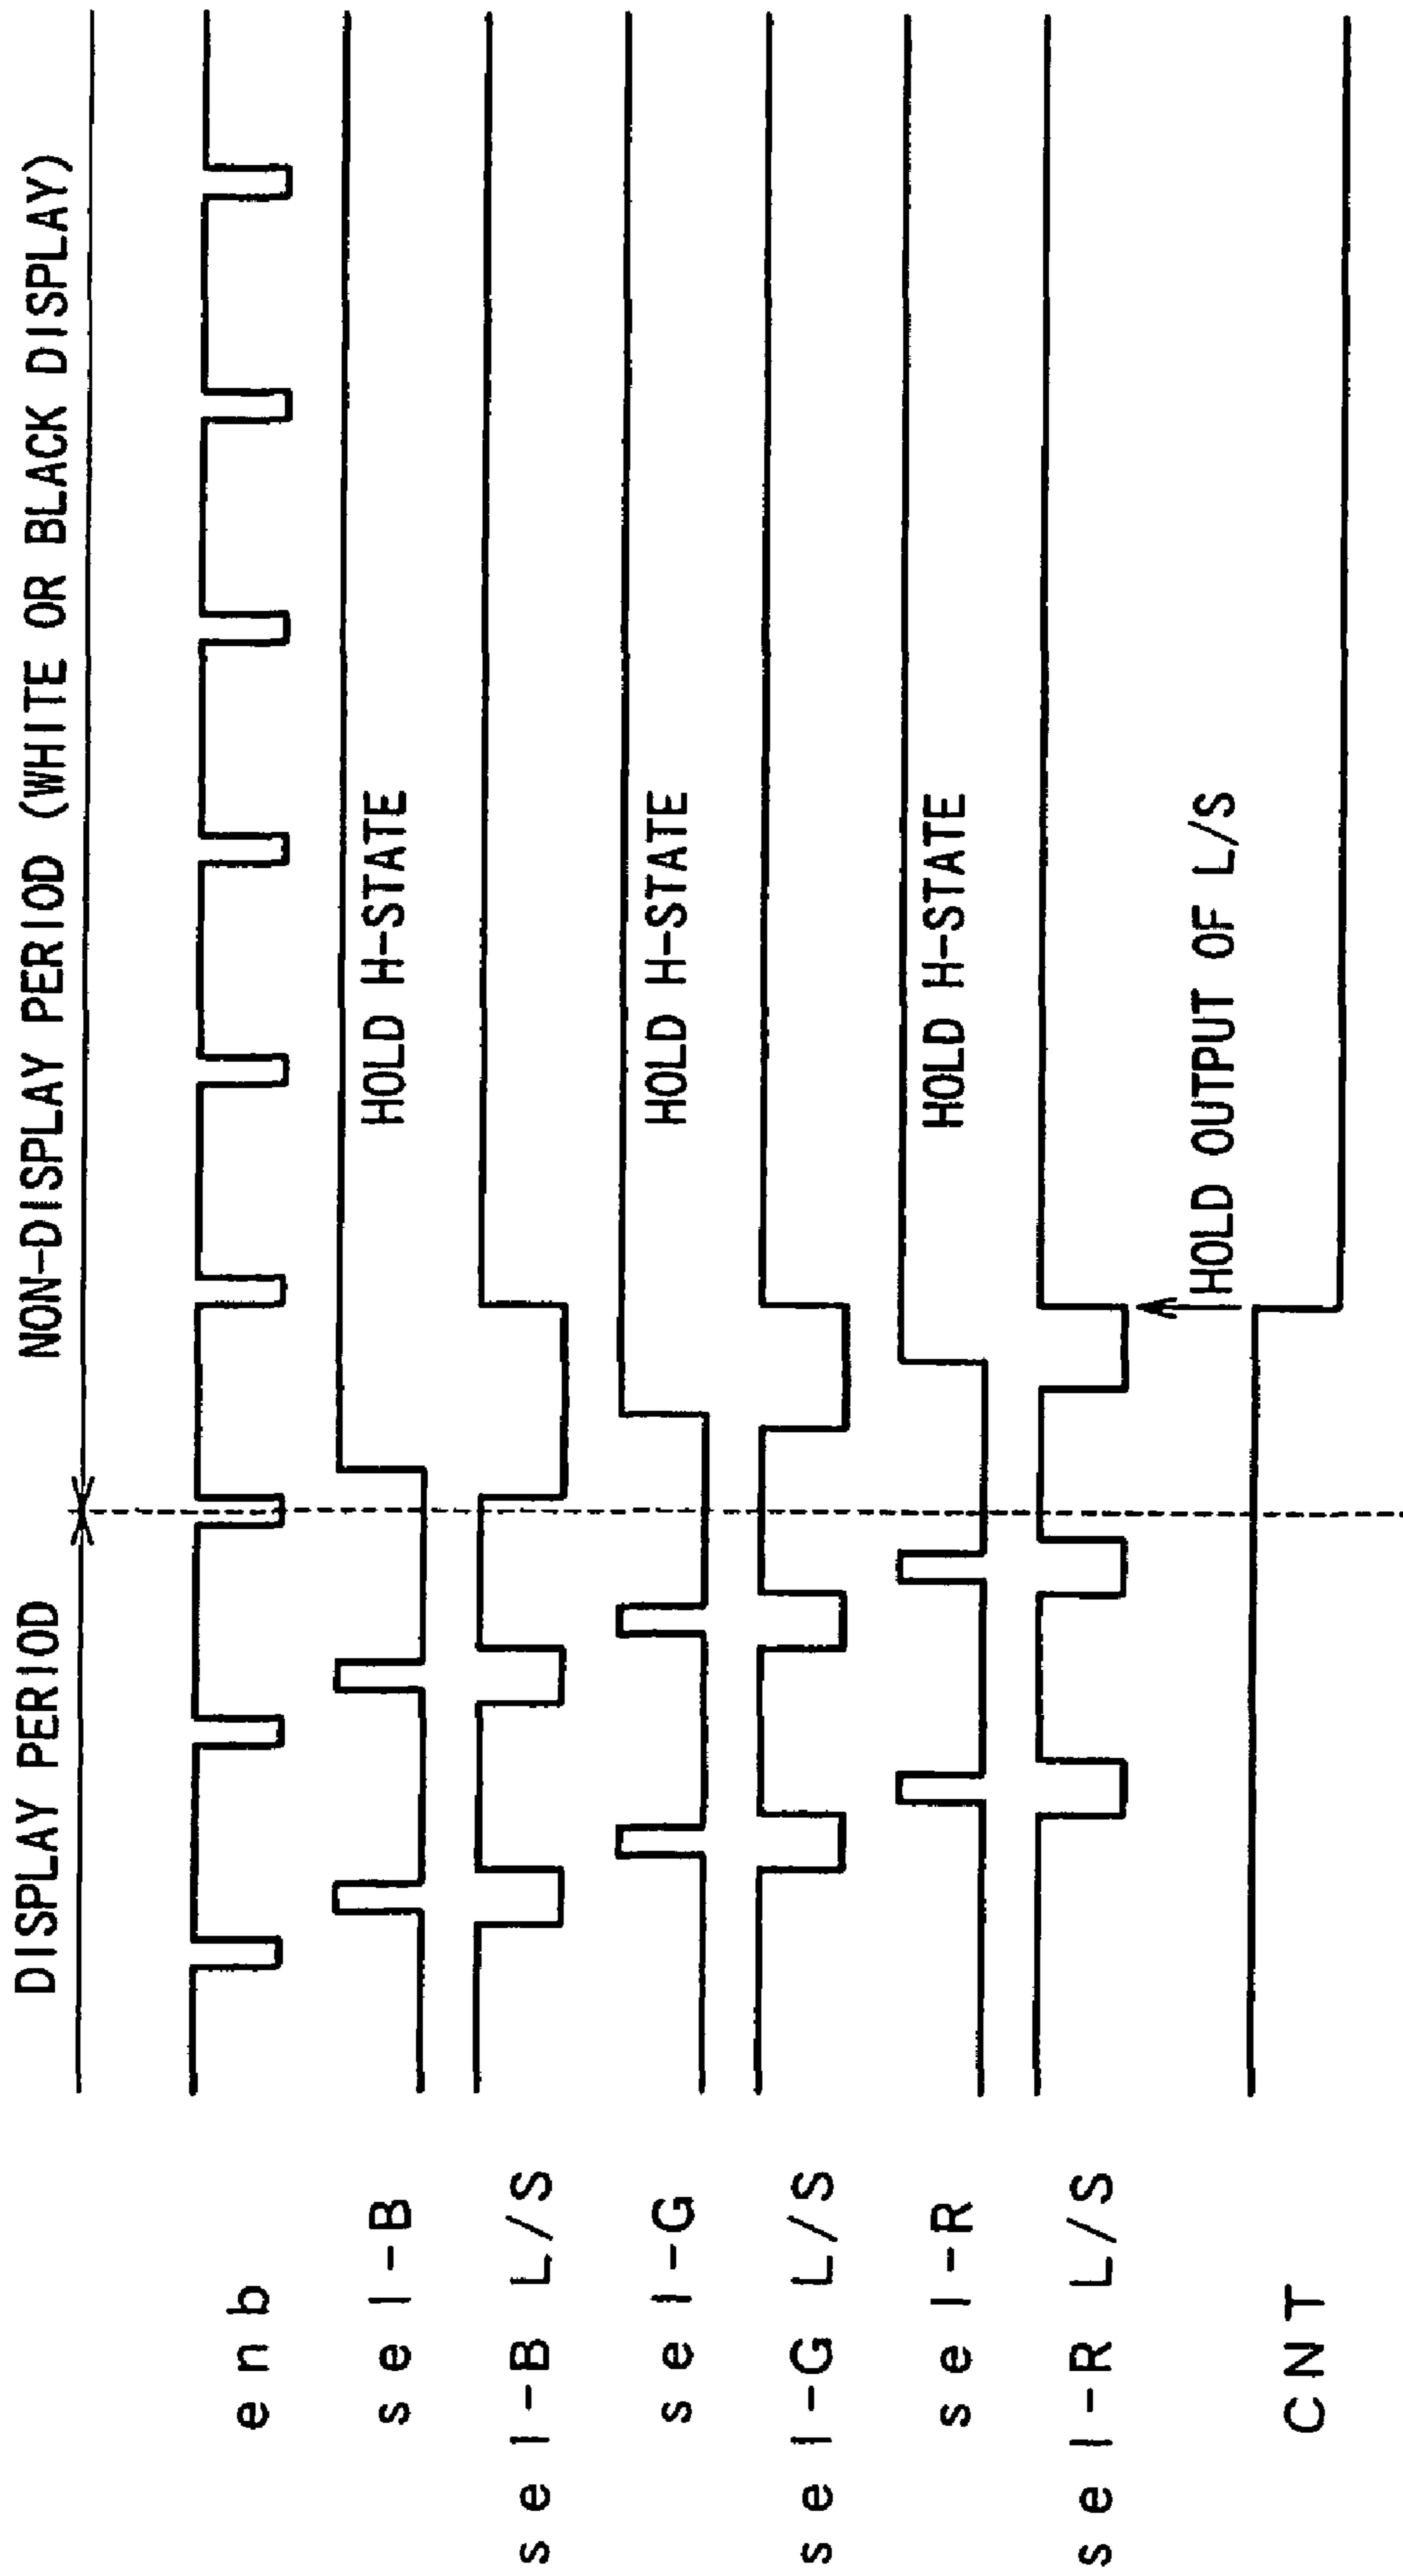 DISPLAY PERIOD
NON-DISPLAY PERIOD (WHITE OR BLACK DISPLAY)
enb
sel-B
HOLD H-STATE
sel-B L/S
sel-G
HOLD H-STATE
sel-G L/S
sel-R
HOLD H-STATE
sel-R L/S
HOLD OUTPUT OF L/S
CNT